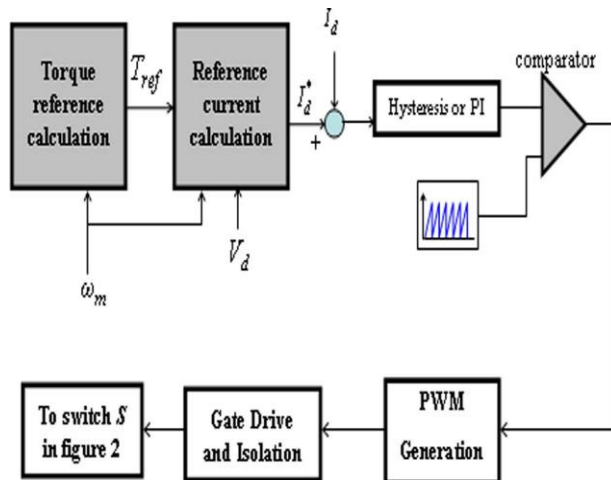 I_d
comparator
Torque
reference
calculation
T_ref
Reference
current
calculation
I_d^*
+
Hysteresis or PI
V_d
ω_m
To switch S
in figure 2
Gate Drive
and Isolation
PWM
Generation